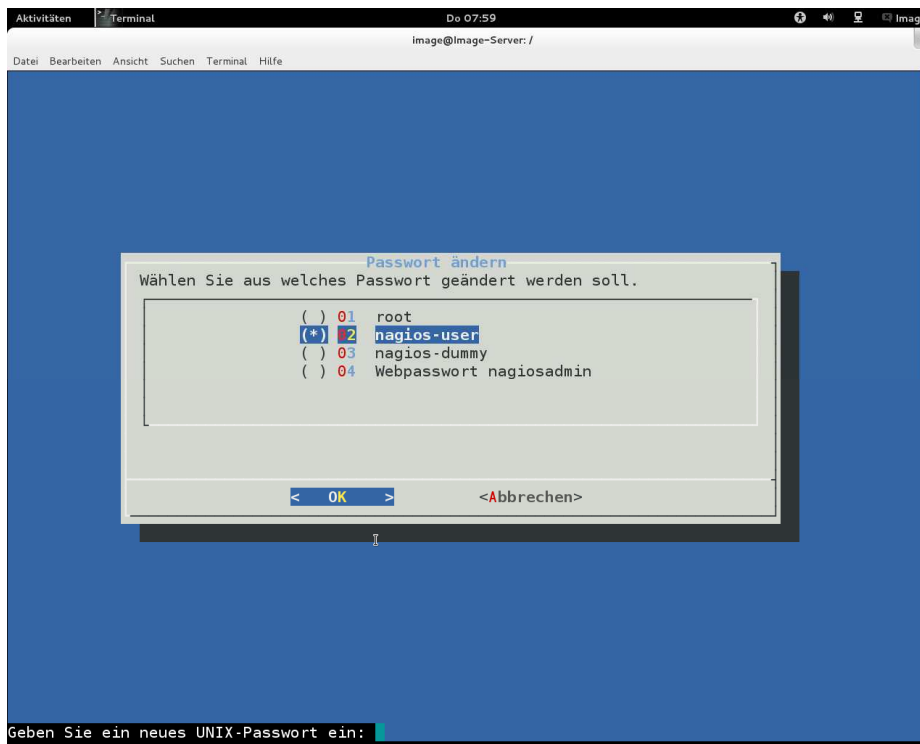 Aktivitäten Terminal Do 07:59 Imag
image@Image-Server: /
Datei Bearbeiten Ansicht Suchen Terminal Hilfe
Passwort ändern
Wählen Sie aus welches Passwort geändert werden soll.
( ) 01 root
(*) 02 nagios-user
( ) 03 nagios-dummy
( ) 04 Webpasswort nagiosadmin
< OK > <Abbrechen>
Geben Sie ein neues UNIX-Passwort ein: